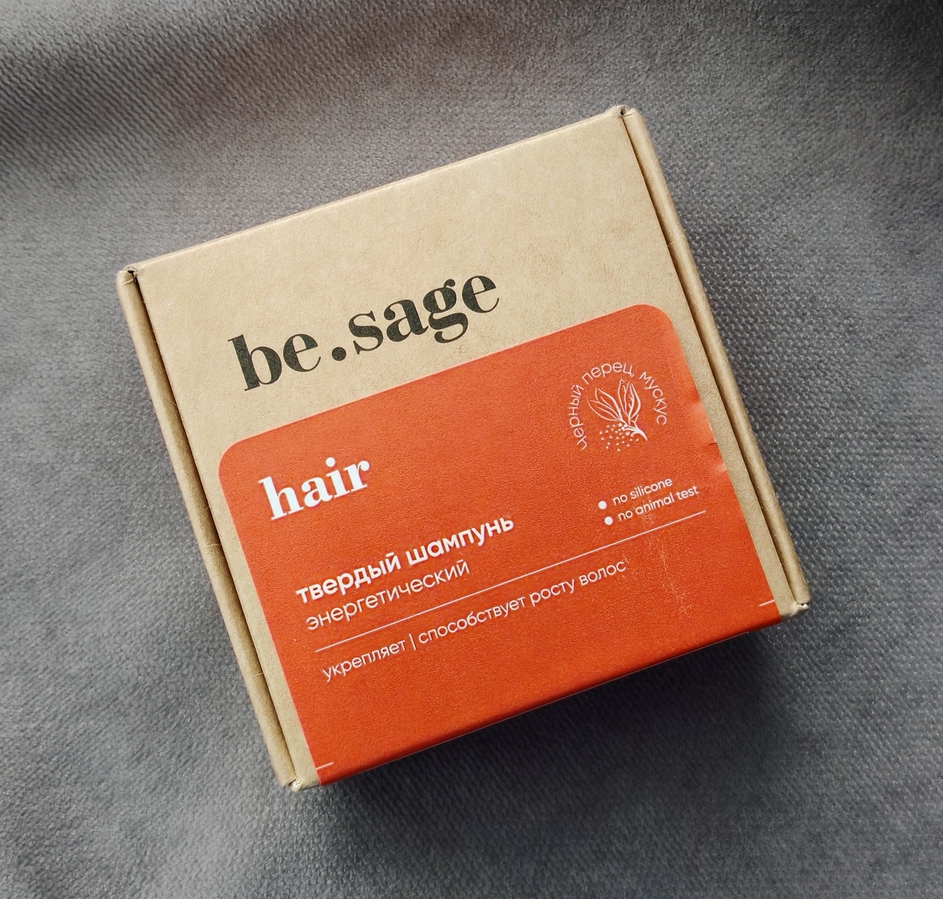 be.sage
черный перец, мускус
hair
no silicone
no animal test
твердый шампунь
энергетический
укрепляет | способствует росту волос